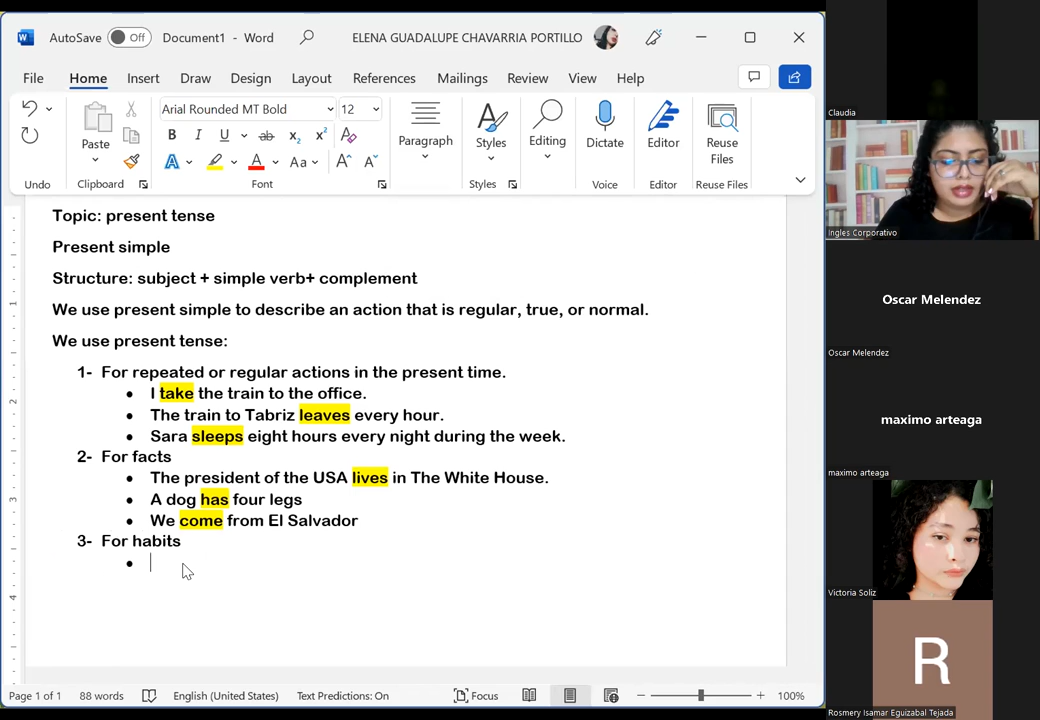 AutoSave Off Document1 - Word ELENA GUADALUPE CHAVARRIA PORTILLO
File Home Insert Draw Design Layout References Mailings Review View Help
Arial Rounded MT Bold 12
Paste B I U ab x₂ x² A Paragraph Styles Editing Dictate Editor Reuse Files
A A Aa A A
Undo Clipboard Font Styles Voice Editor Reuse Files
Topic: present tense
Present simple
Structure: subject + simple verb+ complement
We use present simple to describe an action that is regular, true, or normal.
We use present tense:
1- For repeated or regular actions in the present time.
• I take the train to the office.
• The train to Tabriz leaves every hour.
• Sara sleeps eight hours every night during the week.
2- For facts
• The president of the USA lives in The White House.
• A dog has four legs
• We come from El Salvador
3- For habits
•
1
2
3
4
Page 1 of 1 88 words English (United States) Text Predictions: On Focus 100%
Claudia
Ingles Corporativo
Oscar Melendez
Oscar Melendez
maximo arteaga
maximo arteaga
Victoria Soliz
R
Rosmery Isamar Eguizabal Tejada